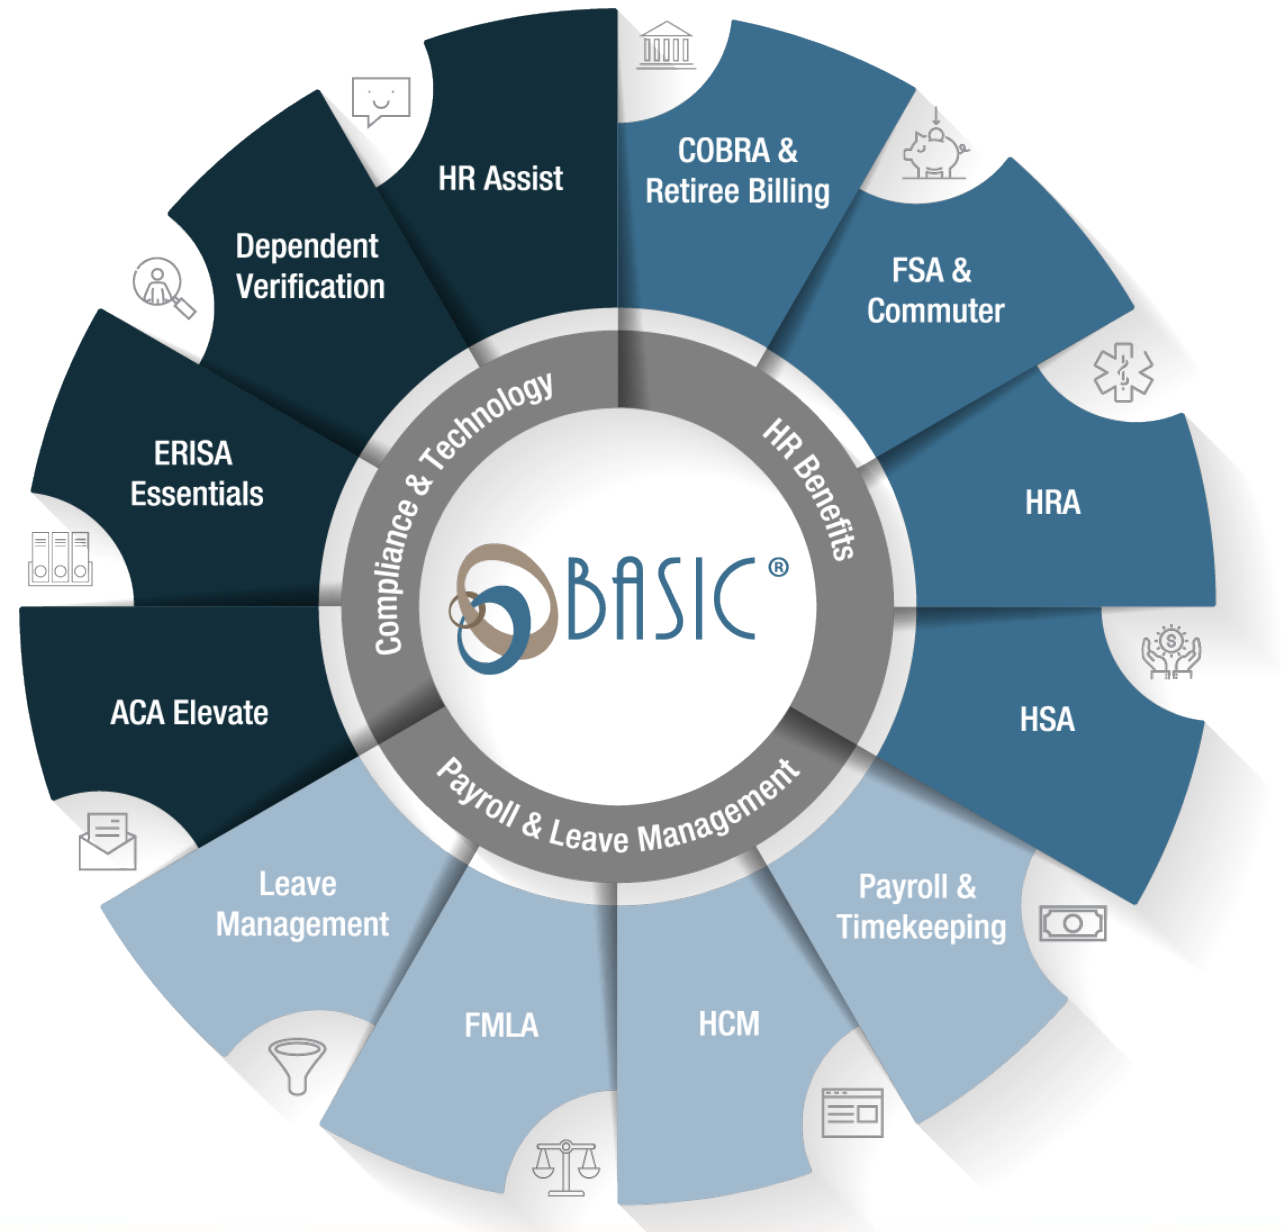 HR Assist
COBRA &
Retiree Billing
Dependent
Verification
FSA &
Commuter
ERISA
Essentials
HRA
ACA Elevate
HSA
Leave
Management
Payroll &
Timekeeping
FMLA
HCM
Compliance & Technology
HR Benefits
Payroll & Leave Management
BASIC®
S